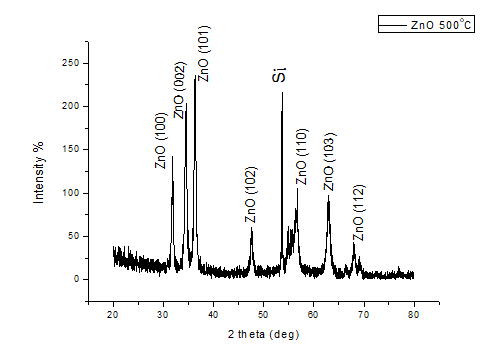 ZnO 500°C
ZnO (100)
ZnO (002)
ZnO (101)
ZnO (102)
Si
ZnO (110)
ZnO (103)
ZnO (112)
Intensity %
250
200
150
100
50
0
20
30
40
50
60
70
80
2 theta (deg)